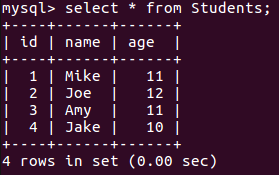 mysql> select * from Students;
+----+------+------+
| id | name | age  |
+----+------+------+
|  1 | Mike |   11 |
|  2 | Joe  |   12 |
|  3 | Amy  |   11 |
|  4 | Jake |   10 |
+----+------+------+
4 rows in set (0.00 sec)